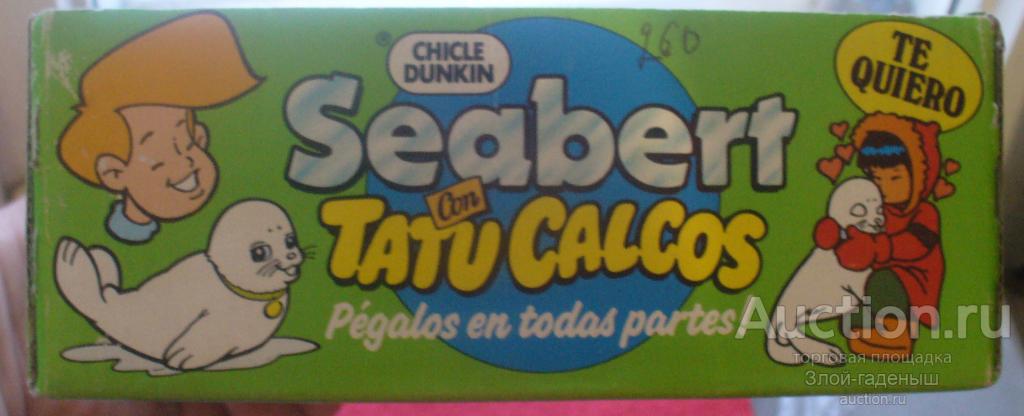 ®
CHICLE
DUNKIN
260
TE
QUIERO
Seabert
Con
TATU CALCOS
Pégalos en todas partes
Auction.ru
торговая площадка
Злой-гаденыш
auction.ru